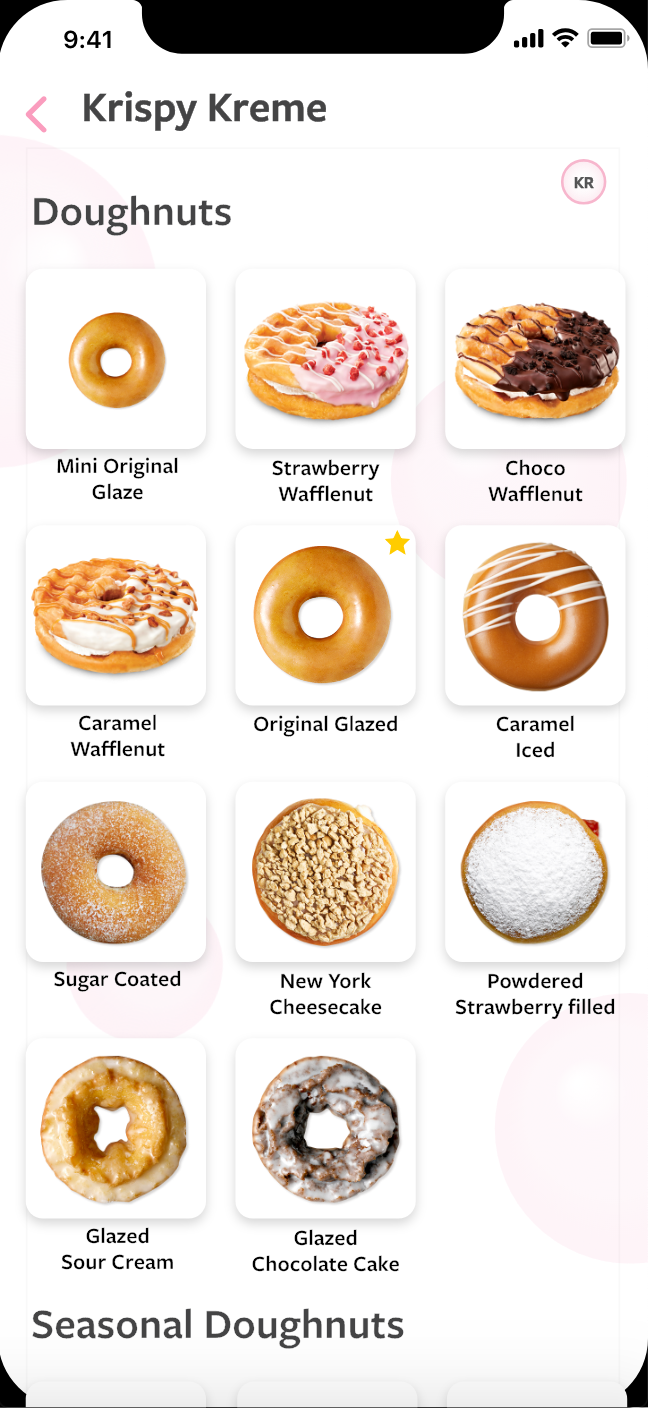 9:41
Krispy Kreme
KR
Doughnuts
Mini Original
Glaze
Strawberry
Wafflenut
Choco
Wafflenut
Caramel
Wafflenut
Original Glazed
Caramel
Iced
Sugar Coated
New York
Cheesecake
Powdered
Strawberry filled
Glazed
Sour Cream
Glazed
Chocolate Cake
Seasonal Doughnuts